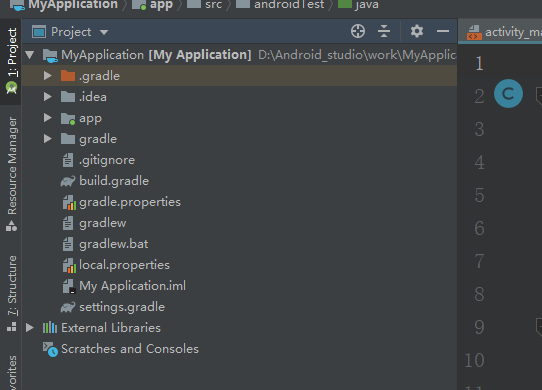 MyApplication app src androidTest java
1: Project
Resource Manager
7: Structure
Project
MyApplication [My Application] D:\Android_studio\work\MyApplic
.gradle
.idea
app
gradle
.gitignore
build.gradle
gradle.properties
gradlew
gradlew.bat
local.properties
My Application.iml
settings.gradle
External Libraries
Scratches and Consoles
activity_ma
1
2
C
3
4
5
6
7
8
9
10